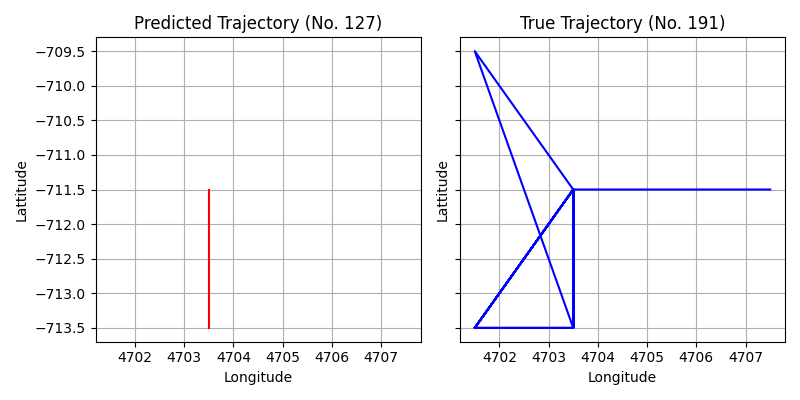 Predicted Trajectory (No. 127)
True Trajectory (No. 191)
−709.5
−710.0
−710.5
−711.0
−711.5
−712.0
−712.5
−713.0
−713.5
Lattitude
Lattitude
4702 4703 4704 4705 4706 4707
4702 4703 4704 4705 4706 4707
Longitude
Longitude